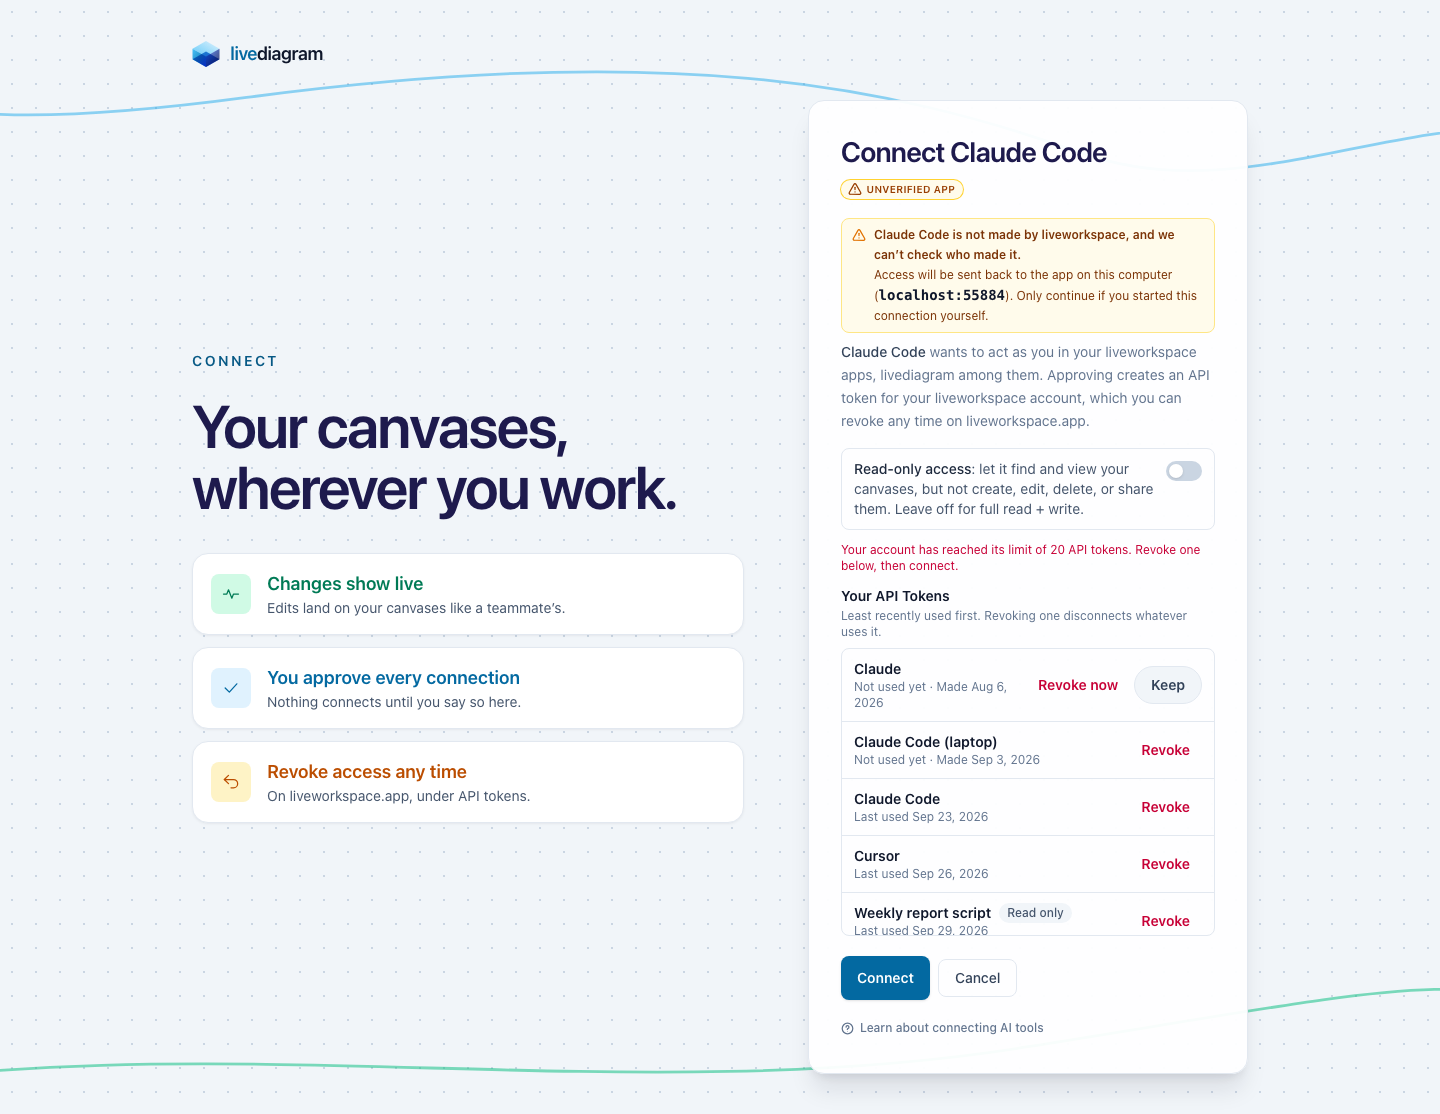 livediagram
CONNECT
Your canvases,
wherever you work.
Changes show live
Edits land on your canvases like a teammate’s.
You approve every connection
Nothing connects until you say so here.
Revoke access any time
On liveworkspace.app, under API tokens.
Connect Claude Code
UNVERIFIED APP
Claude Code is not made by liveworkspace, and we
can’t check who made it.
Access will be sent back to the app on this computer
(localhost:55884). Only continue if you started this
connection yourself.
Claude Code wants to act as you in your liveworkspace
apps, livediagram among them. Approving creates an API
token for your liveworkspace account, which you can
revoke any time on liveworkspace.app.
Read-only access: let it find and view your
canvases, but not create, edit, delete, or share
them. Leave off for full read + write.
Your account has reached its limit of 20 API tokens. Revoke one
below, then connect.
Your API Tokens
Least recently used first. Revoking one disconnects whatever
uses it.
Claude
Not used yet · Made Aug 6,
2026
Revoke now Keep
Claude Code (laptop)
Not used yet · Made Sep 3, 2026
Revoke
Claude Code
Last used Sep 23, 2026
Revoke
Cursor
Last used Sep 26, 2026
Revoke
Weekly report script Read only
Last used Sep 29, 2026
Revoke
Connect Cancel
Learn about connecting AI tools